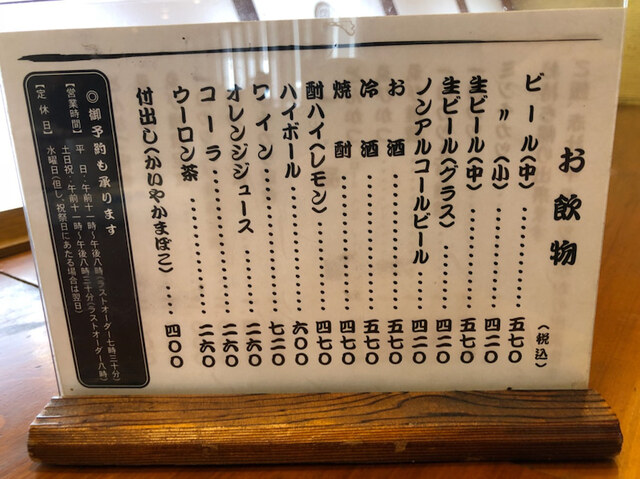 お飲物
(税込)
ビール(中)……………五七〇
〃(小)……………四二〇
生ビール(中)……………五七〇
生ビール(グラス)……………四二〇
ノンアルコールビール……四二〇
お酒……………五七〇
冷酒……………五七〇
焼酎……………四七〇
酎ハイ(レモン)……………四七〇
ハイボール……………六〇〇
ワイン……………七二〇
オレンジジュース……………二六〇
コーラ……………二六〇
ウーロン茶……………二六〇
付出し(かいやかまぼこ)……四〇〇
◎御予約も承ります
【営業時間】平日・午前十一時〜午後八時(ラストオーダー七時三十分)
土日祝・午前十一時〜午後八時三十分(ラストオーダー八時)
【定休日】水曜日(但し、祝祭日にあたる場合は翌日)